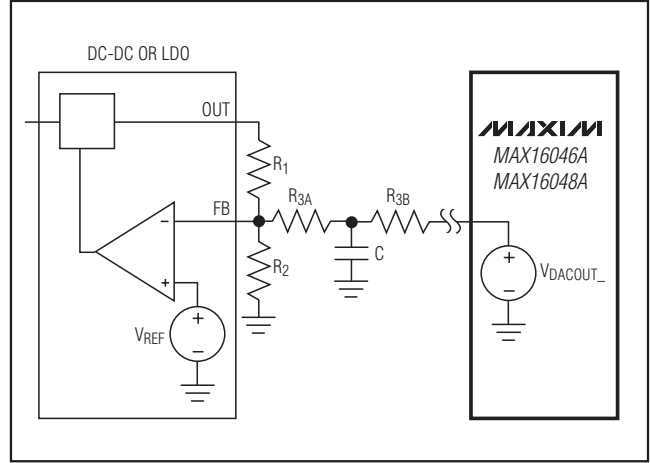 DC-DC OR LDO
OUT
R1
FB
R3A
R3B
R2
C
+
−
−
+
VREF
+
−
MAXIM
MAX16046A
MAX16048A
+
−
VDACOUT_